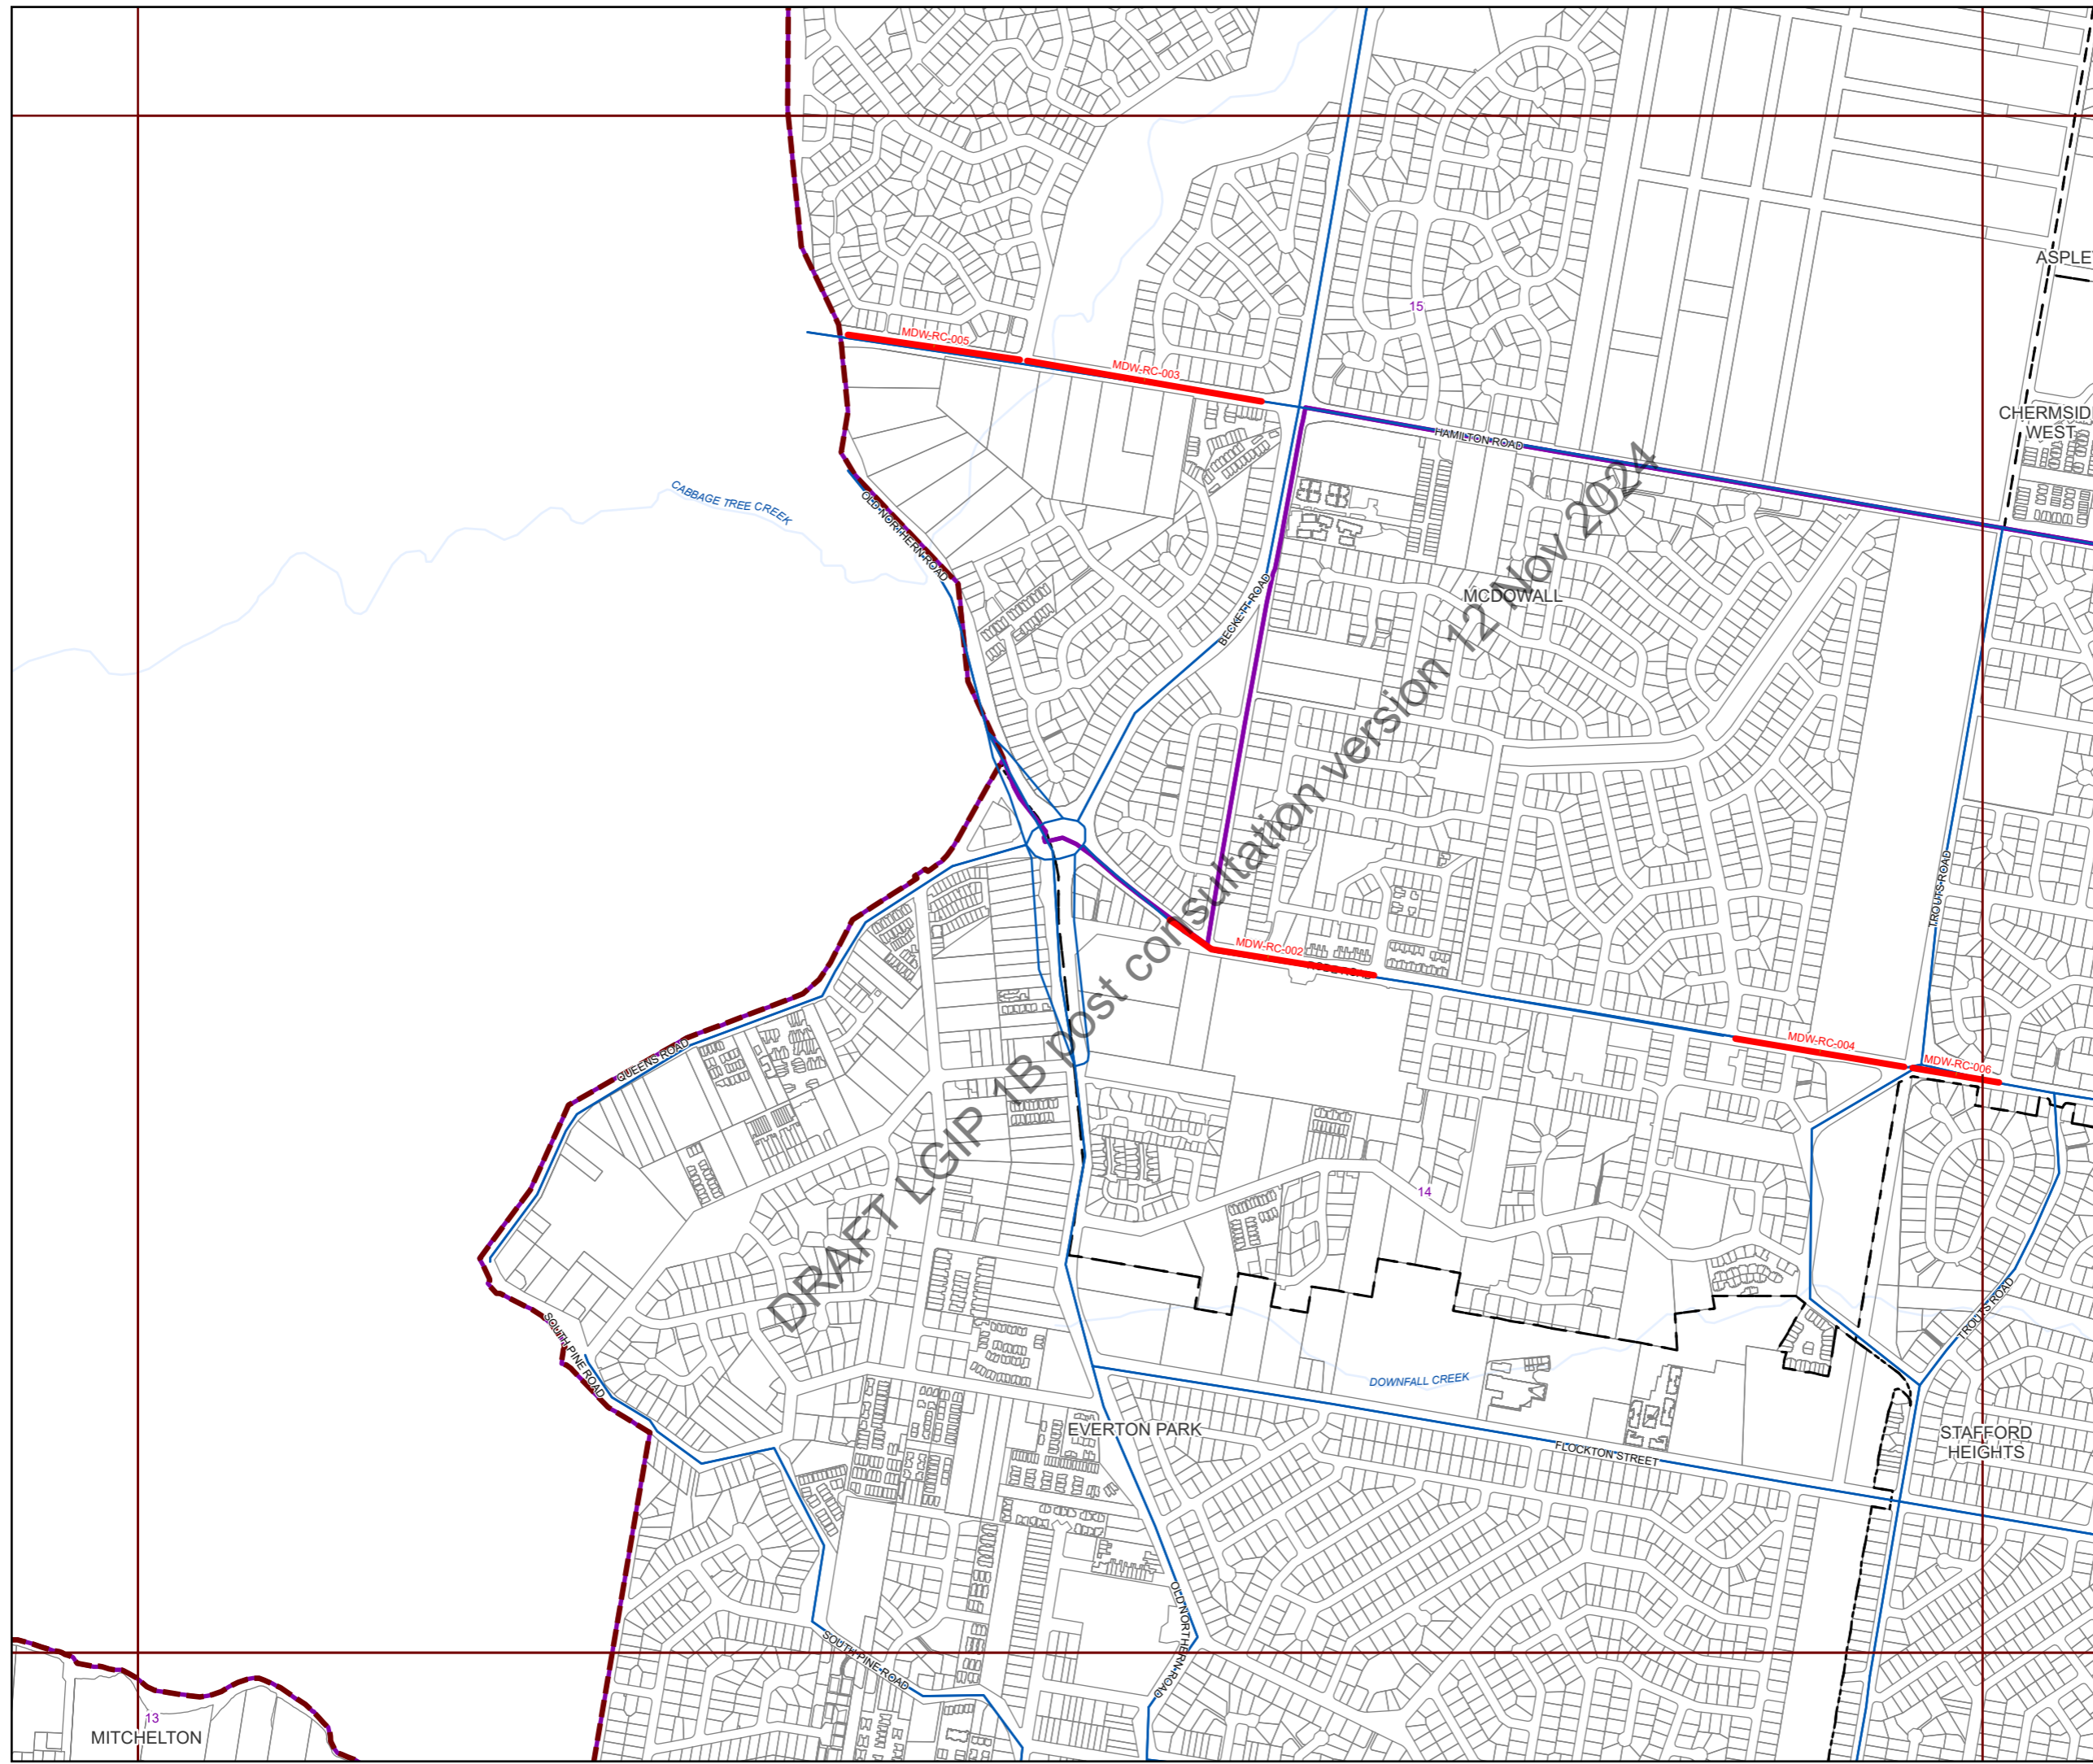 15
ASPLE
MDW-RC-005
MDW-RC-003
CHERMSID
WEST
HAMILTON ROAD
CABBAGE TREE CREEK
OLD NORTHERN ROAD
BECKETT ROAD
MCDOWALL
DRAFT LGIP 1B post consultation version 12 Nov 2024
TROUTS ROAD
MDW-RC-002
RODE ROAD
MDW-RC-004
MDW-RC-006
QUEENS ROAD
14
TROUTS ROAD
SOUTH PINE ROAD
DOWNFALL CREEK
EVERTON PARK
STAFFORD
HEIGHTS
FLOCKTON STREET
OLD NORTHERN ROAD
SOUTH PINE ROAD
13
MITCHELTON